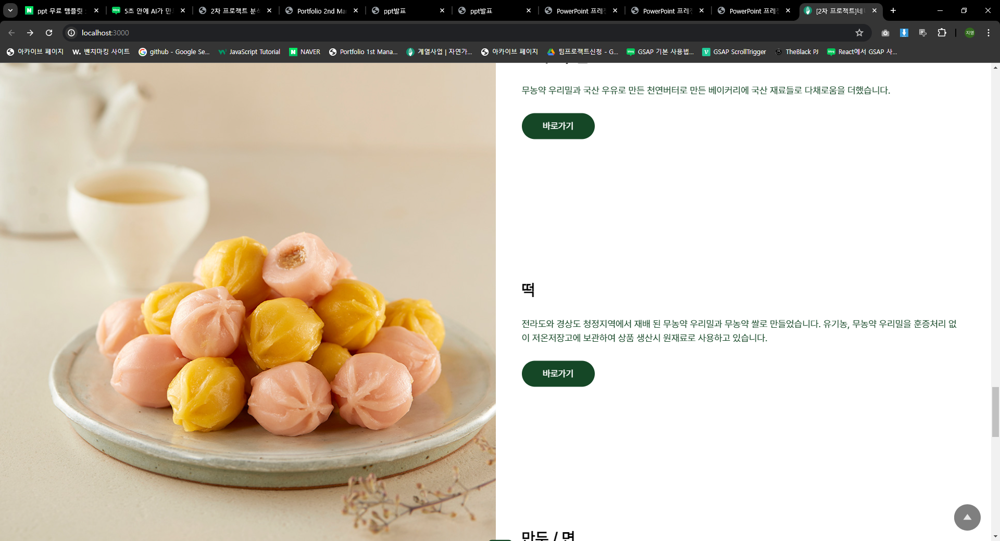 ppt 무료 템플릿
5초 안에 AI가 만
2차 프로젝트 분석
Portfolio 2nd Ma
ppt발표
ppt발표
PowerPoint 프레젠
PowerPoint 프레젠
PowerPoint 프레젠
[2차 프로젝트]네
localhost:3000
지영
아카이브 페이지
W. 벤치마킹 사이트
github - Google Se...
JavaScript Tutorial
NAVER
Portfolio 1st Mana...
계열사업 | 자연가...
아카이브 페이지
팀프로젝트신청 - G...
GSAP 기본 사용법...
GSAP ScrollTrigger
TheBlack PJ
React에서 GSAP 사...
무농약 우리밀과 국산 우유로 만든 천연버터로 만든 베이커리에 국산 재료들로 다채로움을 더했습니다.
바로가기
떡
전라도와 경상도 청정지역에서 재배 된 무농약 우리밀과 무농약 쌀로 만들었습니다. 유기농, 무농약 우리밀을 훈증처리 없
이 저온저장고에 보관하여 상품 생산시 원재료로 사용하고 있습니다.
바로가기
만두 / 면